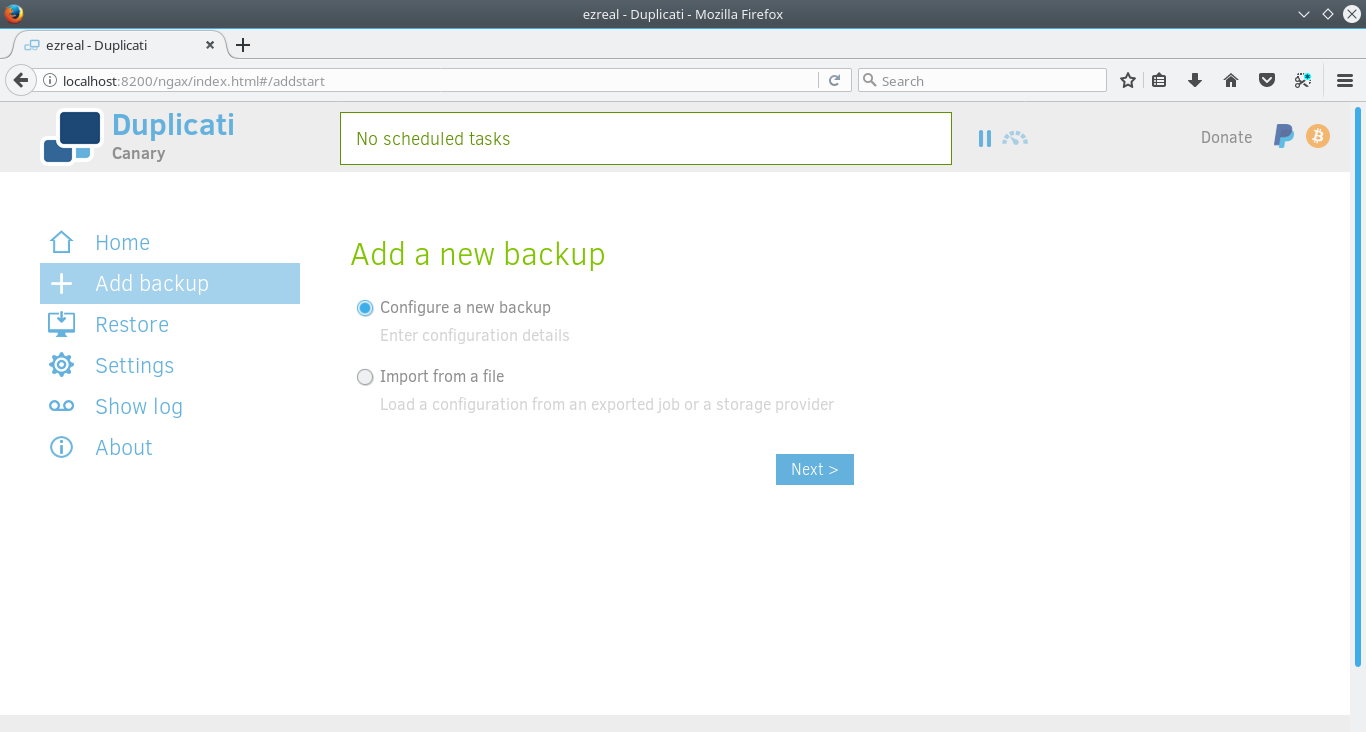 ezreal - Duplicati - Mozilla Firefox
ezreal - Duplicati
localhost:8200/ngax/index.html#/addstart
Search
Duplicati
Canary
No scheduled tasks
Donate
Home
Add backup
Restore
Settings
Show log
About
Add a new backup
Configure a new backup
Enter configuration details
Import from a file
Load a configuration from an exported job or a storage provider
Next >